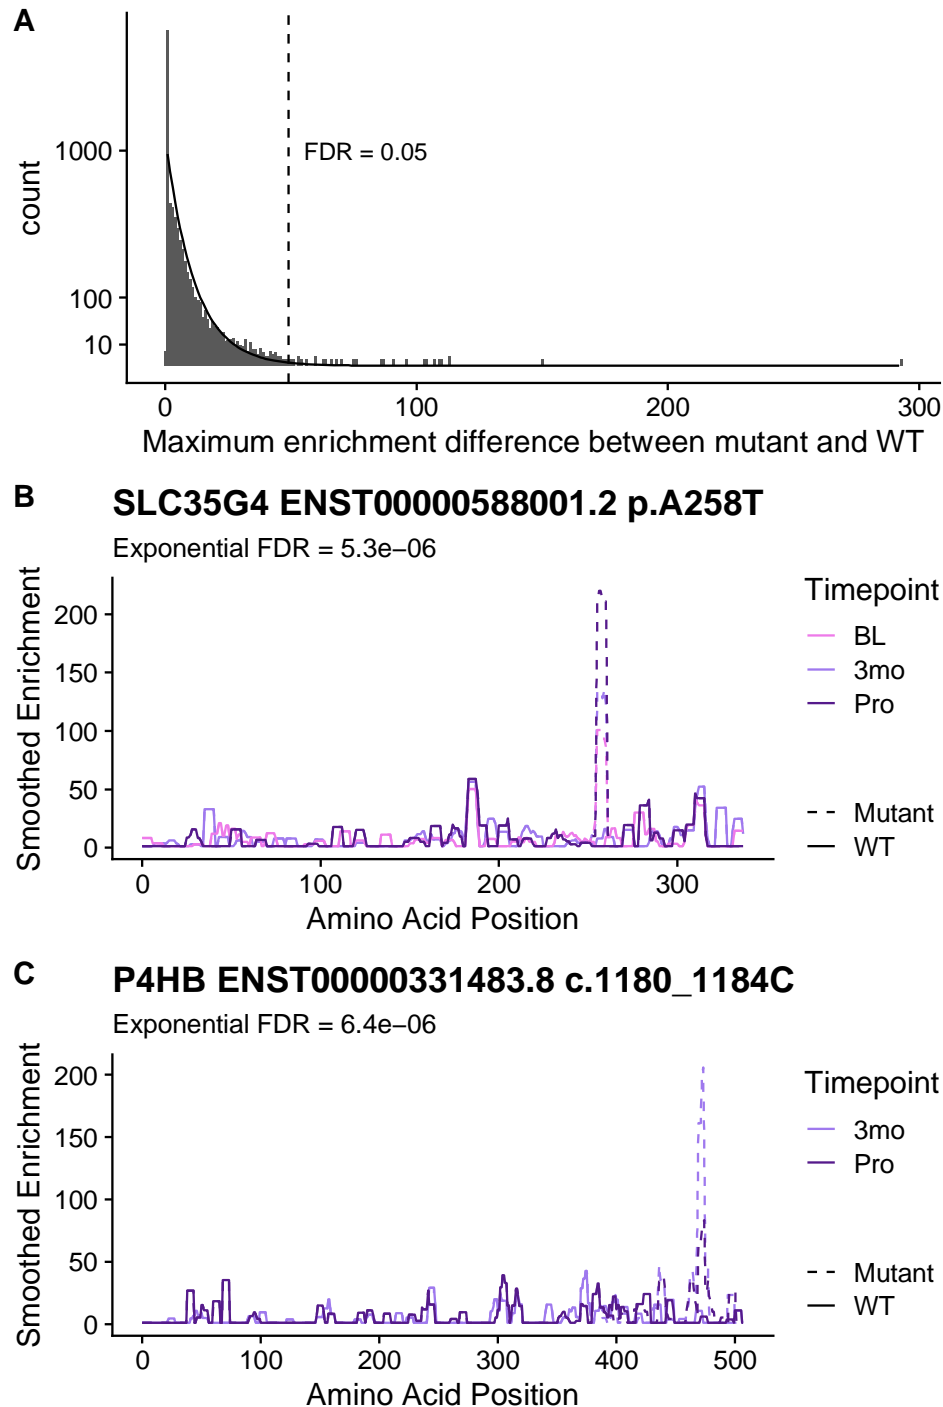 A
count
1000
100
10
FDR = 0.05
0
100
200
300
Maximum enrichment difference between mutant and WT
B
SLC35G4 ENST00000588001.2 p.A258T
Exponential FDR = 5.3e−06
Smoothed Enrichment
200
150
100
50
0
0
100
200
300
Amino Acid Position
Timepoint
BL
3mo
Pro
Mutant
WT
C
P4HB ENST00000331483.8 c.1180_1184C
Exponential FDR = 6.4e−06
Smoothed Enrichment
200
150
100
50
0
0
100
200
300
400
500
Amino Acid Position
Timepoint
3mo
Pro
Mutant
WT